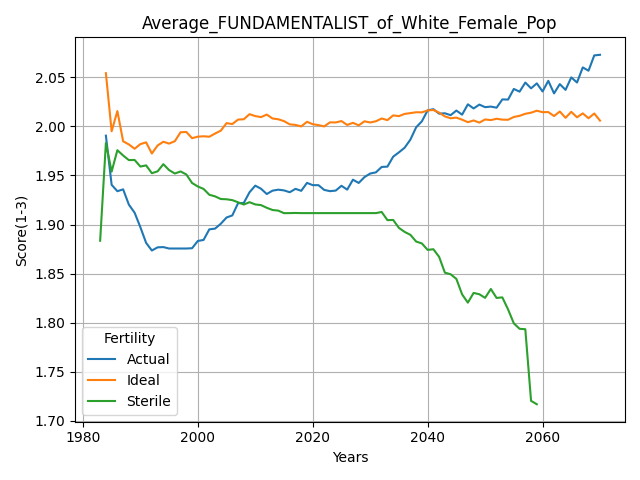 Average_FUNDAMENTALIST_of_White_Female_Pop
Score(1-3)
2.05
2.00
1.95
1.90
1.85
1.80
1.75
1.70
Fertility
Actual
Ideal
Sterile
1980 2000 2020 2040 2060
Years